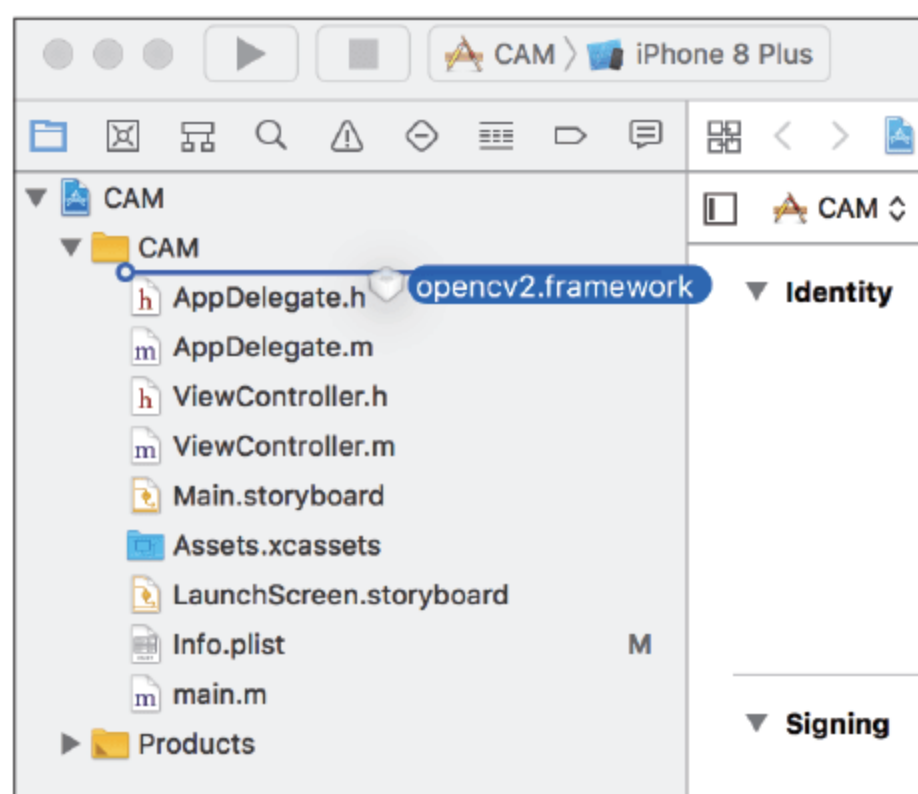 CAM iPhone 8 Plus
CAM
CAM
CAM
opencv2.framework
Identity
h AppDelegate.h
m AppDelegate.m
h ViewController.h
m ViewController.m
Main.storyboard
Assets.xcassets
LaunchScreen.storyboard
Info.plist M
m main.m
Signing
Products